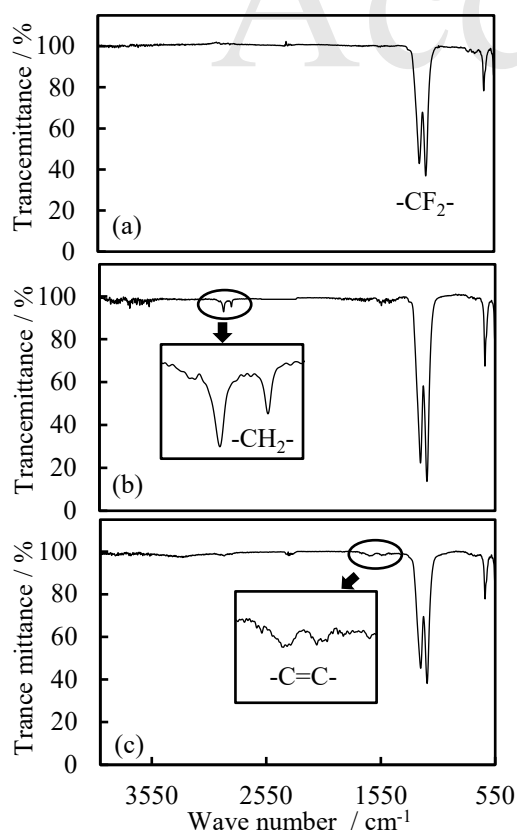 Acc
100
80
60
40
20
0
Trancemittance / %
-CF2-
(a)
100
80
60
40
20
0
Trancemittance / %
-CH2-
(b)
100
80
60
40
20
0
Trance mittance / %
-C=C-
(c)
3550 2550 1550 550
Wave number / cm-1